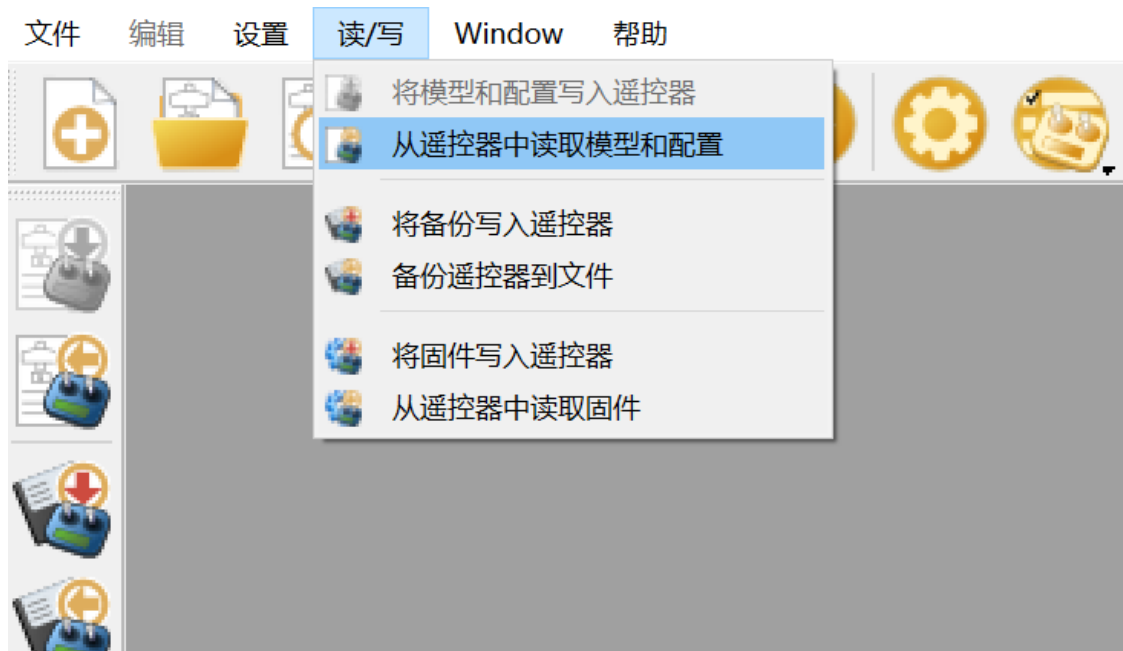 文件 编辑 设置 读/写 Window 帮助
将模型和配置写入遥控器
从遥控器中读取模型和配置
将备份写入遥控器
备份遥控器到文件
将固件写入遥控器
从遥控器中读取固件